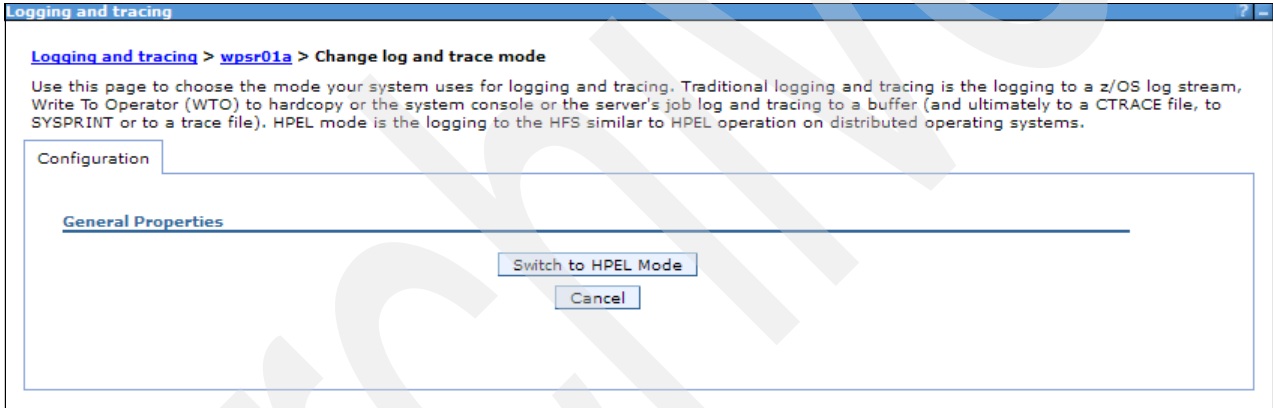 Logging and tracing ? –
Logging and tracing > wpsr01a > Change log and trace mode
Use this page to choose the mode your system uses for logging and tracing. Traditional logging and tracing is the logging to a z/OS log stream,
Write To Operator (WTO) to hardcopy or the system console or the server's job log and tracing to a buffer (and ultimately to a CTRACE file, to
SYSPRINT or to a trace file). HPEL mode is the logging to the HFS similar to HPEL operation on distributed operating systems.
Configuration
General Properties
Switch to HPEL Mode
Cancel